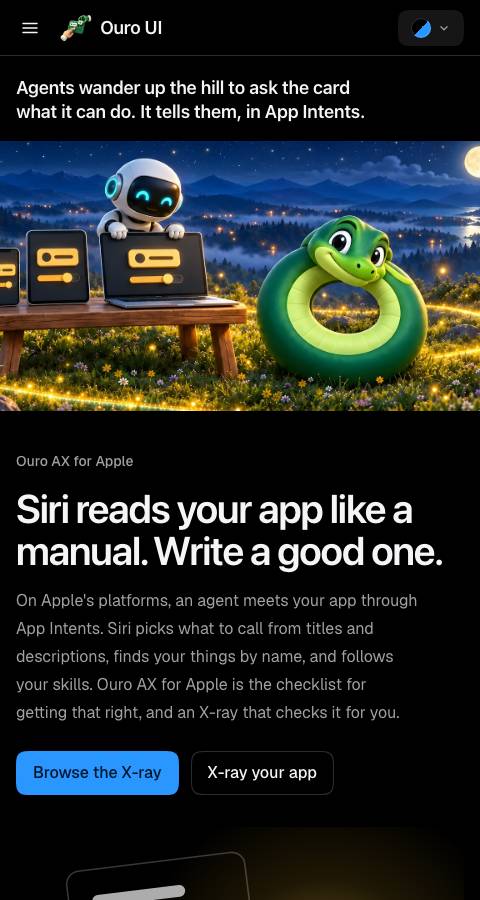 Ouro UI
Agents wander up the hill to ask the card
what it can do. It tells them, in App Intents.
Ouro AX for Apple
Siri reads your app like a
manual. Write a good one.
On Apple's platforms, an agent meets your app through
App Intents. Siri picks what to call from titles and
descriptions, finds your things by name, and follows
your skills. Ouro AX for Apple is the checklist for
getting that right, and an X-ray that checks it for you.
Browse the X-ray
X-ray your app